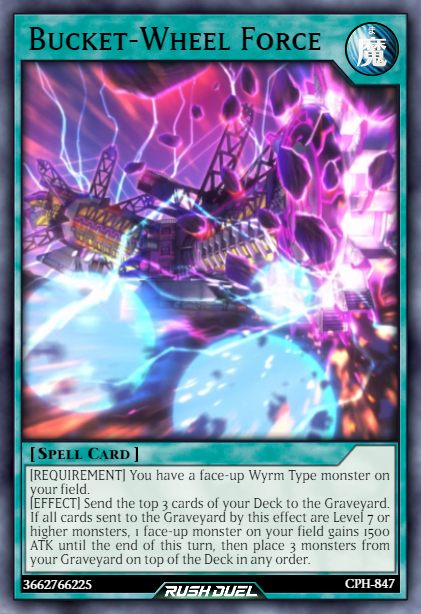 BUCKET-WHEEL FORCE
ま
魔
[SPELL CARD]
[REQUIREMENT] You have a face-up Wyrm Type monster on
your field.
[EFFECT] Send the top 3 cards of your Deck to the Graveyard.
If all cards sent to the Graveyard by this effect are Level 7 or
higher monsters, 1 face-up monster on your field gains 1500
ATK until the end of this turn, then place 3 monsters from
your Graveyard on top of the Deck in any order.
3662766225
RUSH DUEL
CPH-847